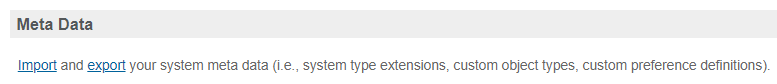 Meta Data
Import and export your system meta data (i.e., system type extensions, custom object types, custom preference definitions).